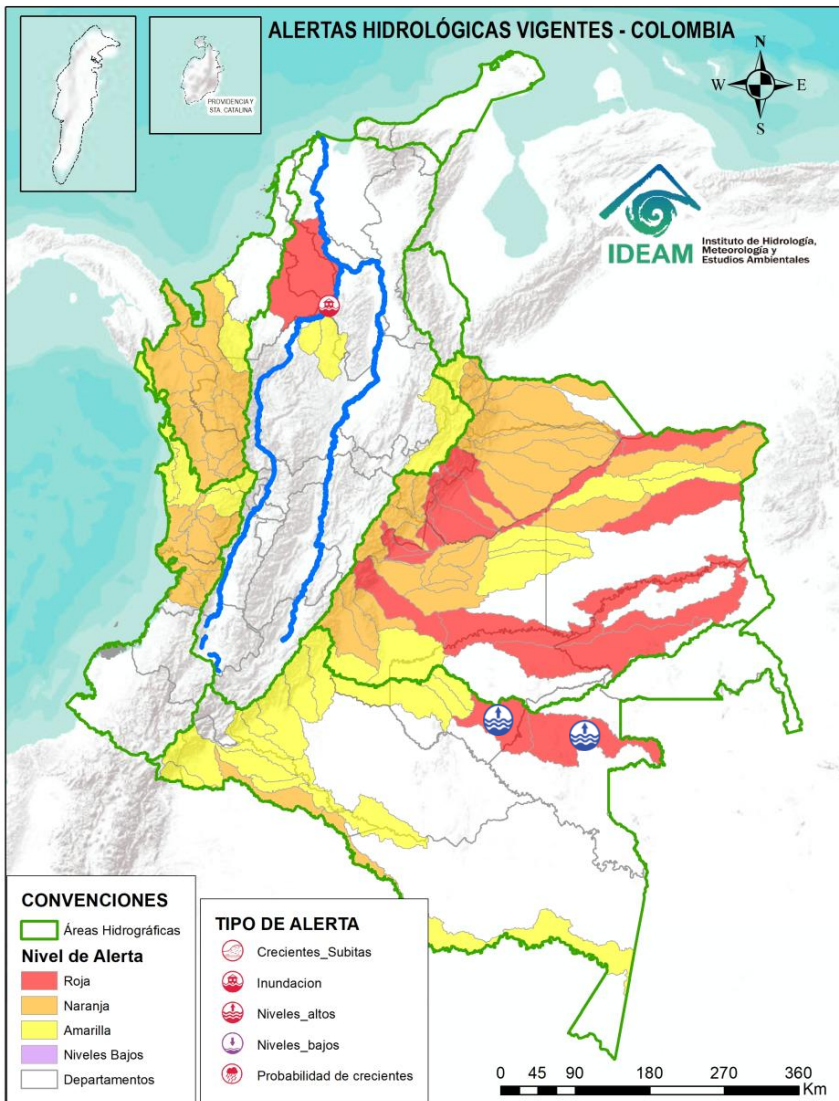 ALERTAS HIDROLÓGICAS VIGENTES - COLOMBIA
PROVIDENCIA Y
STA. CATALINA
N
W
E
S
IDEAM
Instituto de Hidrología,
Meteorología y
Estudios Ambientales
CONVENCIONES
Áreas Hidrográficas
Nivel de Alerta
Roja
Naranja
Amarilla
Niveles Bajos
Departamentos
TIPO DE ALERTA
Crecientes_Subitas
Inundacion
Niveles_altos
Niveles_bajos
Probabilidad de crecientes
0 45 90 180 270 360
Km